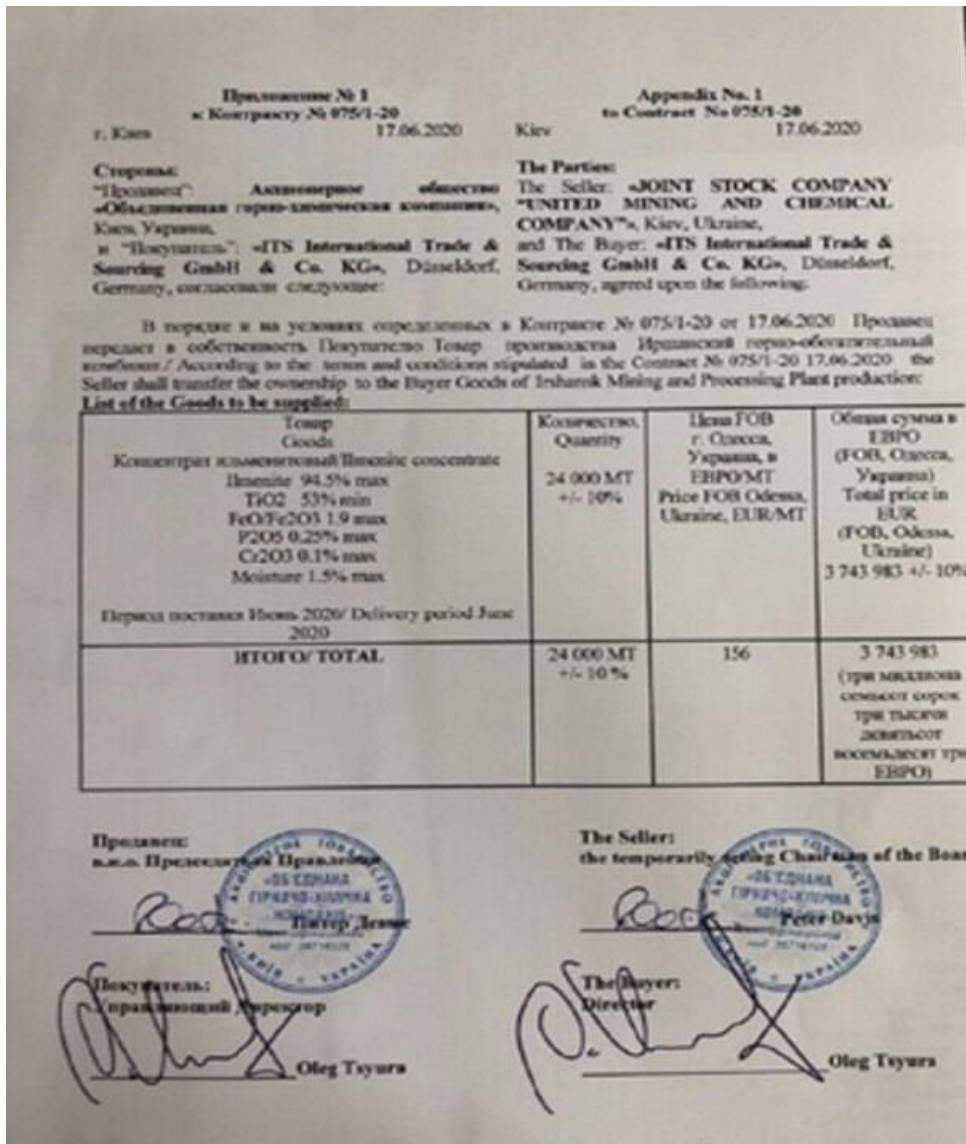 Приложение № 1
к Контракту № 075/1-20
г. Киев 17.06.2020
Стороны:
"Продавец": Акционерное общество
«Объединенная горно-химическая компания»,
Киев, Украина,
и "Покупатель": «ITS International Trade &
Sourcing GmbH & Co. KG», Düsseldorf,
Germany, согласовали следующее:
Appendix No. 1
to Contract No 075/1-20
Kiev 17.06.2020
The Parties:
The Seller: «JOINT STOCK COMPANY
"UNITED MINING AND CHEMICAL
COMPANY"», Kiev, Ukraine,
and The Buyer: «ITS International Trade &
Sourcing GmbH & Co. KG», Düsseldorf,
Germany, agreed upon the following:
В порядке и на условиях определенных в Контракте № 075/1-20 от 17.06.2020 Продавец
передает в собственность Покупателю Товар производства Иршанский горно-обогатительный
комбинат./ According to the terms and conditions stipulated in the Contract № 075/1-20 17.06.2020 the
Seller shall transfer the ownership to the Buyer Goods of Irshansk Mining and Processing Plant production:
List of the Goods to be supplied:
Товар
Goods
Концентрат ильменитовый/Ilmenite concentrate
Ilmenite 94.5% max
TiO2 53% min
FeO/Fe2O3 1.9 max
P2O5 0.25% max
Cr2O3 0.1% max
Moisture 1.5% max
Период поставки Июнь 2020/ Delivery period June
2020
Количество,
Quantity
24 000 MT
+/- 10%
Цена FOB
г. Одесса,
Украина, в
ЕВРО/МТ
Price FOB Odessa,
Ukraine, EUR/MT
Общая сумма в
ЕВРО
(FOB, Одесса,
Украина)
Total price in
EUR
(FOB, Odessa,
Ukraine)
3 743 983 +/- 10%
ИТОГО/ TOTAL
24 000 MT
+/- 10 %
156
3 743 983
(три миллиона
семьсот сорок
три тысячи
девятьсот
восемьдесят три
ЕВРО)
Продавец:
в.и.о. Председателя Правления
Питер Дэвис
Покупатель:
Управляющий Директор
Oleg Tsyura
The Seller:
the temporarily acting Chairman of the Boar
Peter Davis
The Buyer:
Director
Oleg Tsyura
АКЦІОНЕРНЕ ТОВАРИСТВО
«ОБ'ЄДНАНА
ГІРНИЧО-ХІМІЧНА
КОМПАНІЯ»
м. КИЇВ УКРАЇНА